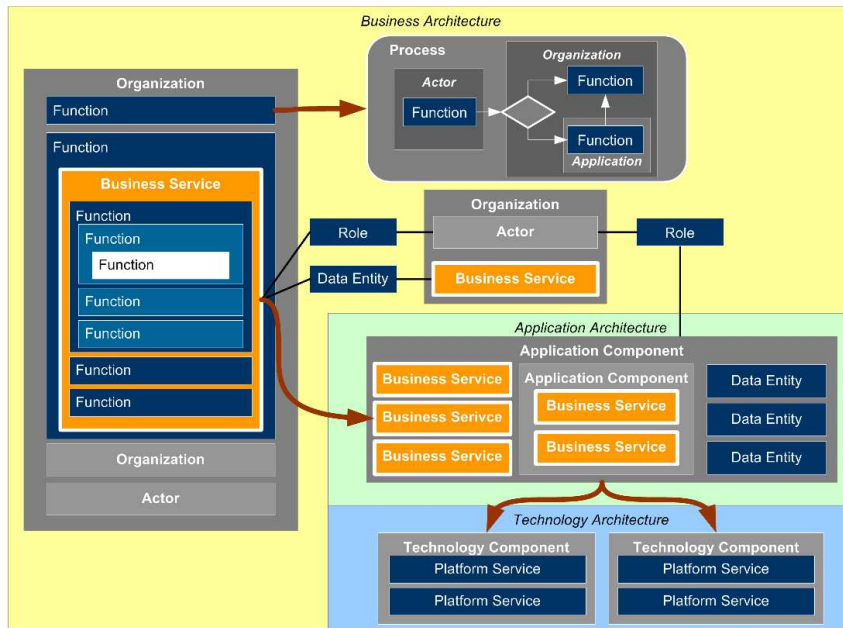 Business Architecture
Organization
Function
Function
Business Service
Function
Function
Function
Function
Function
Function
Function
Organization
Actor
Process
Actor
Function
Organization
Function
Function
Application
Organization
Role
Actor
Role
Data Entity
Business Service
Application Architecture
Application Component
Business Service
Business Serivce
Business Service
Application Component
Business Service
Business Service
Data Entity
Data Entity
Data Entity
Technology Architecture
Technology Component
Platform Service
Platform Service
Technology Component
Platform Service
Platform Service